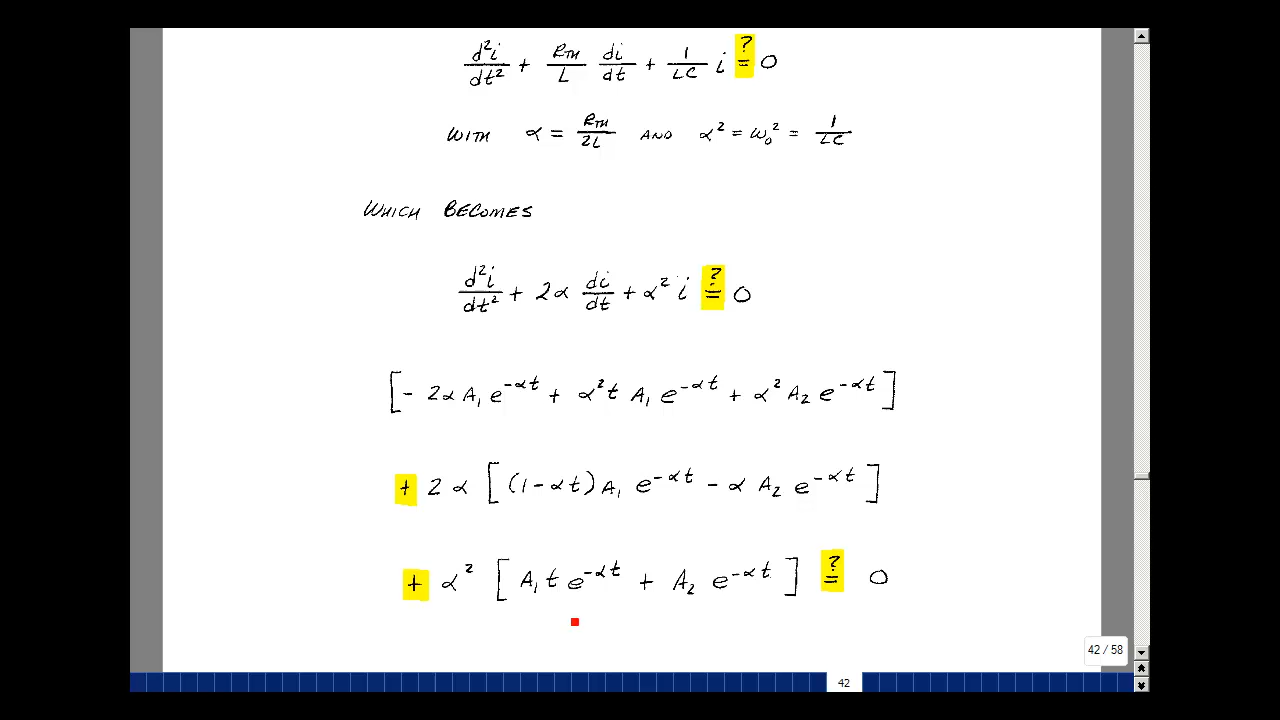 d²i/dt² + R_TH/L di/dt + 1/LC i ?= 0
WITH α = R_TH/2L AND α² = ω₀² = 1/LC
WHICH BECOMES
d²i/dt² + 2α di/dt + α² i ?= 0
[- 2α A₁ e^(-αt) + α² t A₁ e^(-αt) + α² A₂ e^(-αt)]
+ 2α [(1-αt) A₁ e^(-αt) - α A₂ e^(-αt)]
+ α² [A₁ t e^(-αt) + A₂ e^(-αt)] ?= 0
42 / 58
42